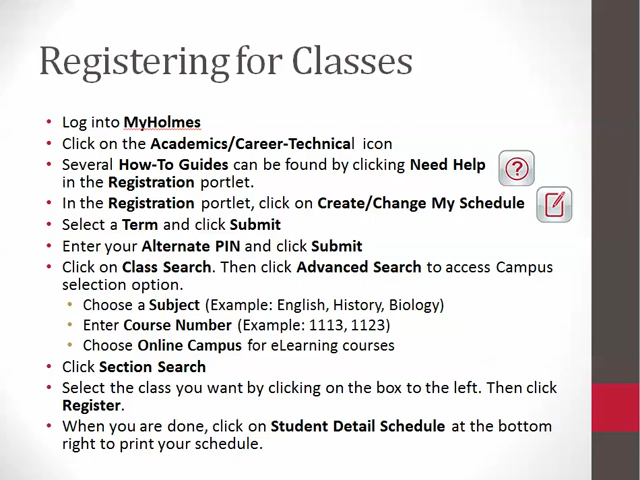 Registering for Classes
• Log into MyHolmes
• Click on the Academics/Career-Technical icon
• Several How-To Guides can be found by clicking Need Help
in the Registration portlet.
• In the Registration portlet, click on Create/Change My Schedule
• Select a Term and click Submit
• Enter your Alternate PIN and click Submit
• Click on Class Search. Then click Advanced Search to access Campus
selection option.
• Choose a Subject (Example: English, History, Biology)
• Enter Course Number (Example: 1113, 1123)
• Choose Online Campus for eLearning courses
• Click Section Search
• Select the class you want by clicking on the box to the left. Then click
Register.
• When you are done, click on Student Detail Schedule at the bottom
right to print your schedule.